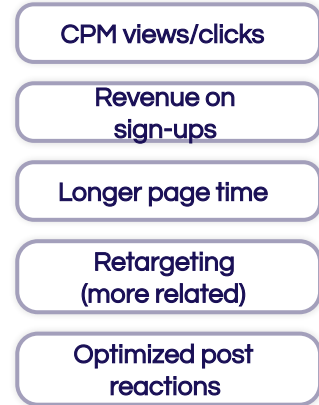 CPM views/clicks
Revenue on
sign-ups
Longer page time
Retargeting
(more related)
Optimized post
reactions